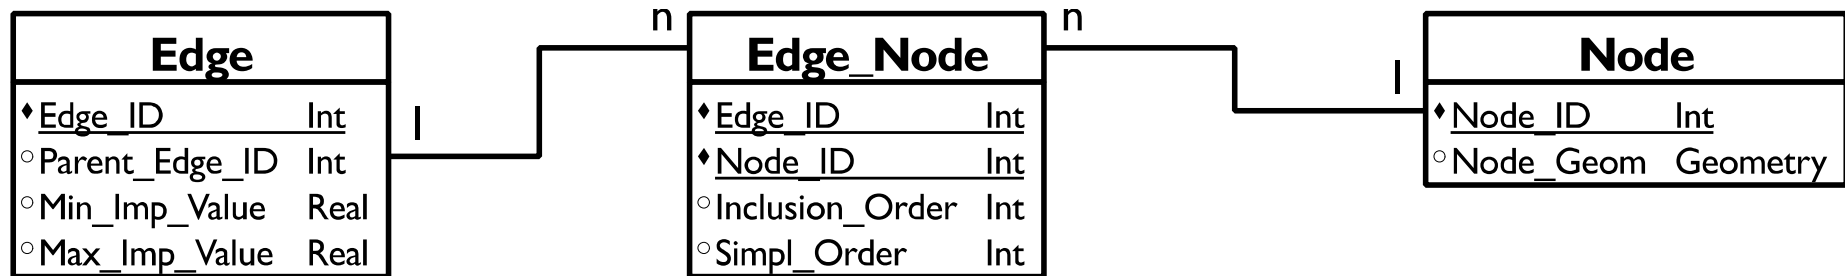 n
n
Edge
Edge_Node
Node
1
1
Edge_ID Int
Parent_Edge_ID Int
Min_Imp_Value Real
Max_Imp_Value Real
Edge_ID Int
Node_ID Int
Inclusion_Order Int
Simpl_Order Int
Node_ID Int
Node_Geom Geometry